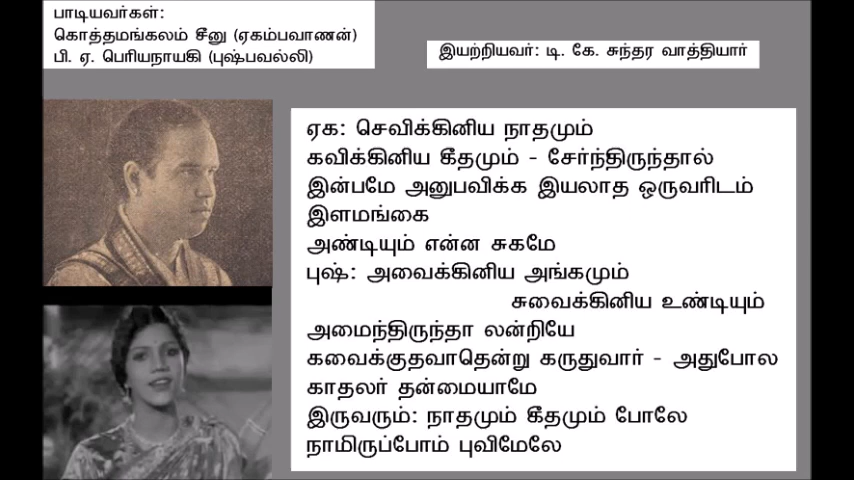 பாடியவர்கள்:
கொத்தமங்கலம் சீனு (ஏகம்பவாணன்)
பி. ஏ. பெரியநாயகி (புஷ்பவல்லி)
இயற்றியவர்: டி. கே. சுந்தர வாத்தியார்
ஏக: செவிக்கினிய நாதமும்
கவிக்கினிய கீதமும் - சேர்ந்திருந்தால்
இன்பமே அனுபவிக்க இயலாத ஒருவரிடம்
இளமங்கை
அண்டியும் என்ன சுகமே
புஷ்: அவைக்கினிய அங்கமும்
சுவைக்கினிய உண்டியும்
அமைந்திருந்தா லன்றியே
கவைக்குதவாதென்று கருதுவார் - அதுபோல
காதலர் தன்மையாமே
இருவரும்: நாதமும் கீதமும் போலே
நாமிருப்போம் புவிமேலே